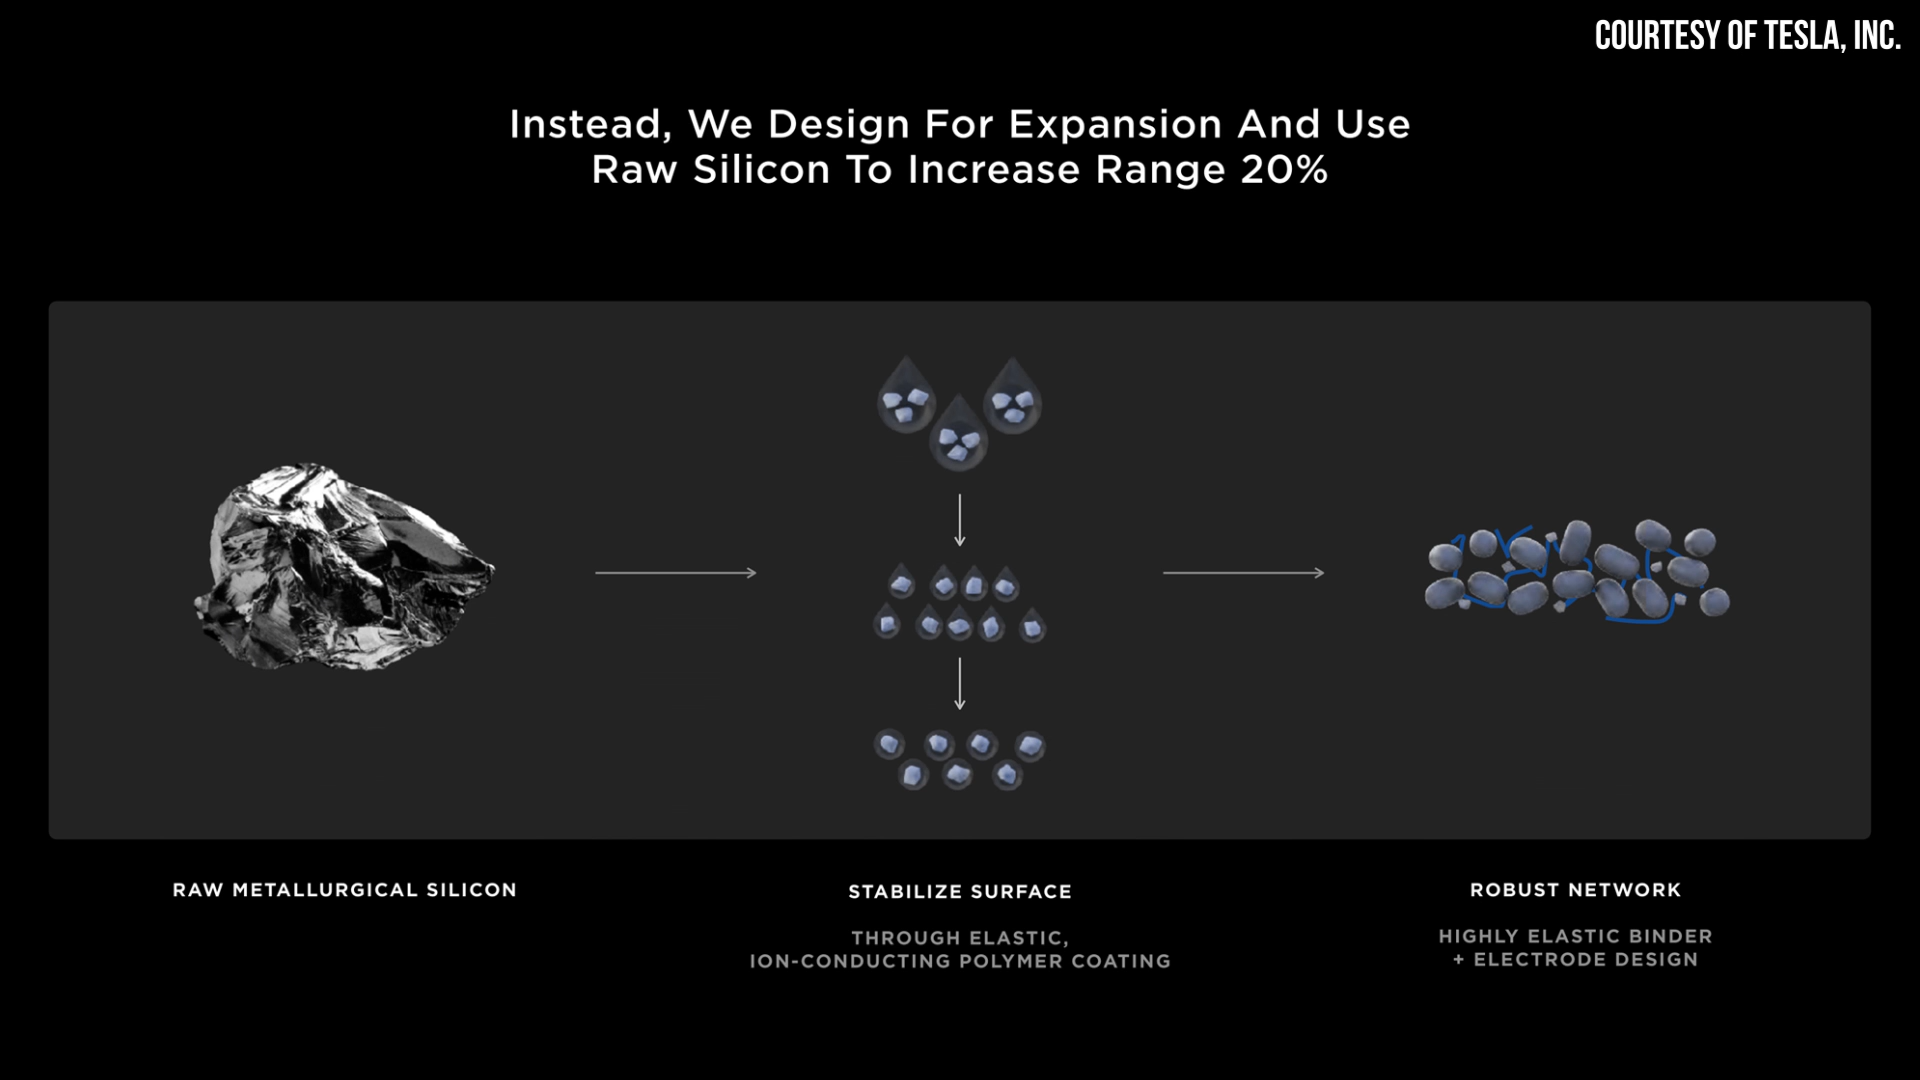 COURTESY OF TESLA, INC.
Instead, We Design For Expansion And Use
Raw Silicon To Increase Range 20%
RAW METALLURGICAL SILICON
STABILIZE SURFACE
THROUGH ELASTIC,
ION-CONDUCTING POLYMER COATING
ROBUST NETWORK
HIGHLY ELASTIC BINDER
+ ELECTRODE DESIGN